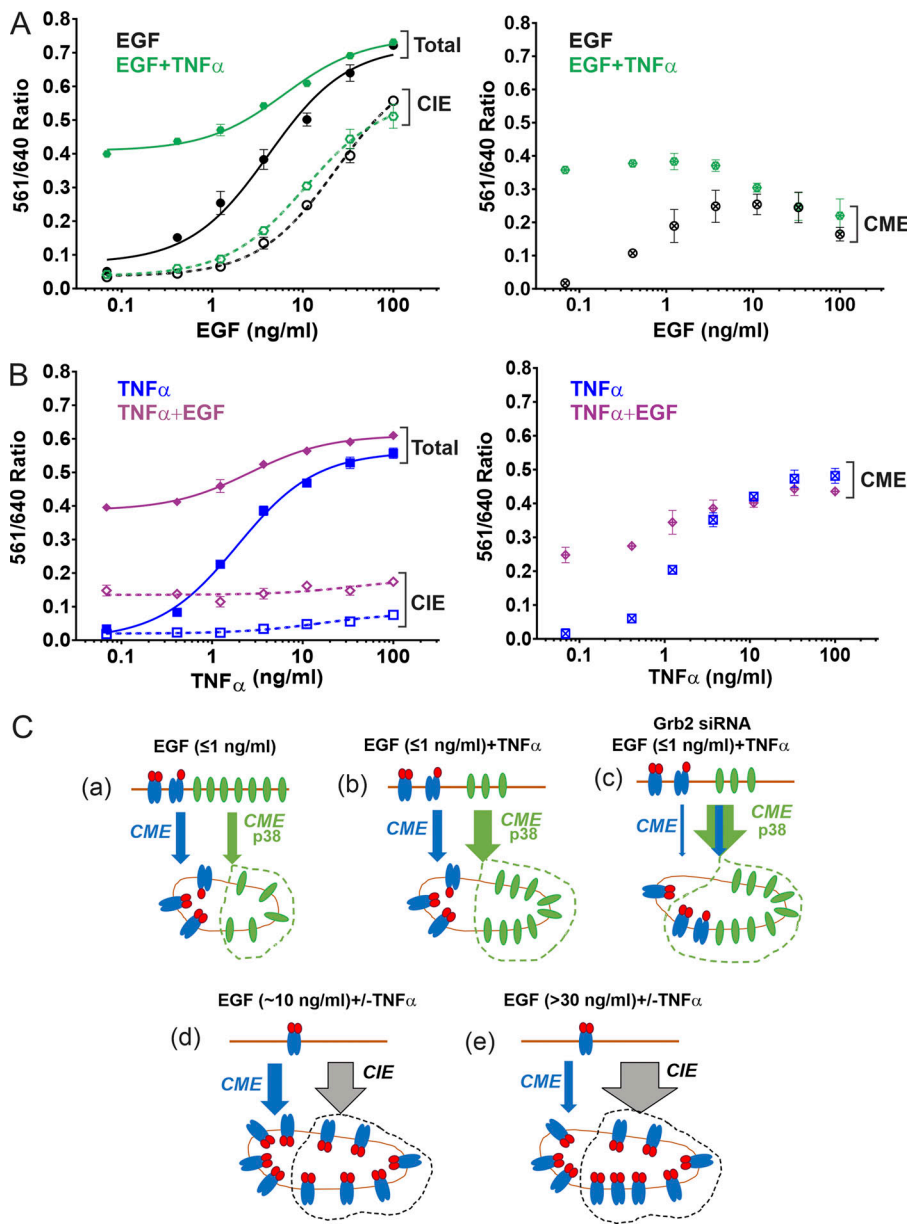 A
EGF
EGF+TNFα
Total
CIE
561/640 Ratio
0.8
0.7
0.6
0.5
0.4
0.3
0.2
0.1
0.0
0.1
1
10
100
EGF (ng/ml)
EGF
EGF+TNFα
CME
561/640 Ratio
0.8
0.7
0.6
0.5
0.4
0.3
0.2
0.1
0.0
0.1
1
10
100
EGF (ng/ml)
B
TNFα
TNFα+EGF
Total
CIE
561/640 Ratio
0.8
0.7
0.6
0.5
0.4
0.3
0.2
0.1
0.0
0.1
1
10
100
TNFα (ng/ml)
TNFα
TNFα+EGF
CME
561/640 Ratio
0.8
0.7
0.6
0.5
0.4
0.3
0.2
0.1
0.0
0.1
1
10
100
TNFα (ng/ml)
C
EGF (≤1 ng/ml)
(a)
CME
CME
p38
EGF (≤1 ng/ml)+TNFα
(b)
CME
CME
p38
Grb2 siRNA
EGF (≤1 ng/ml)+TNFα
(c)
CME
CME
p38
EGF (~10 ng/ml)+/-TNFα
(d)
CME
CIE
EGF (>30 ng/ml)+/-TNFα
(e)
CME
CIE